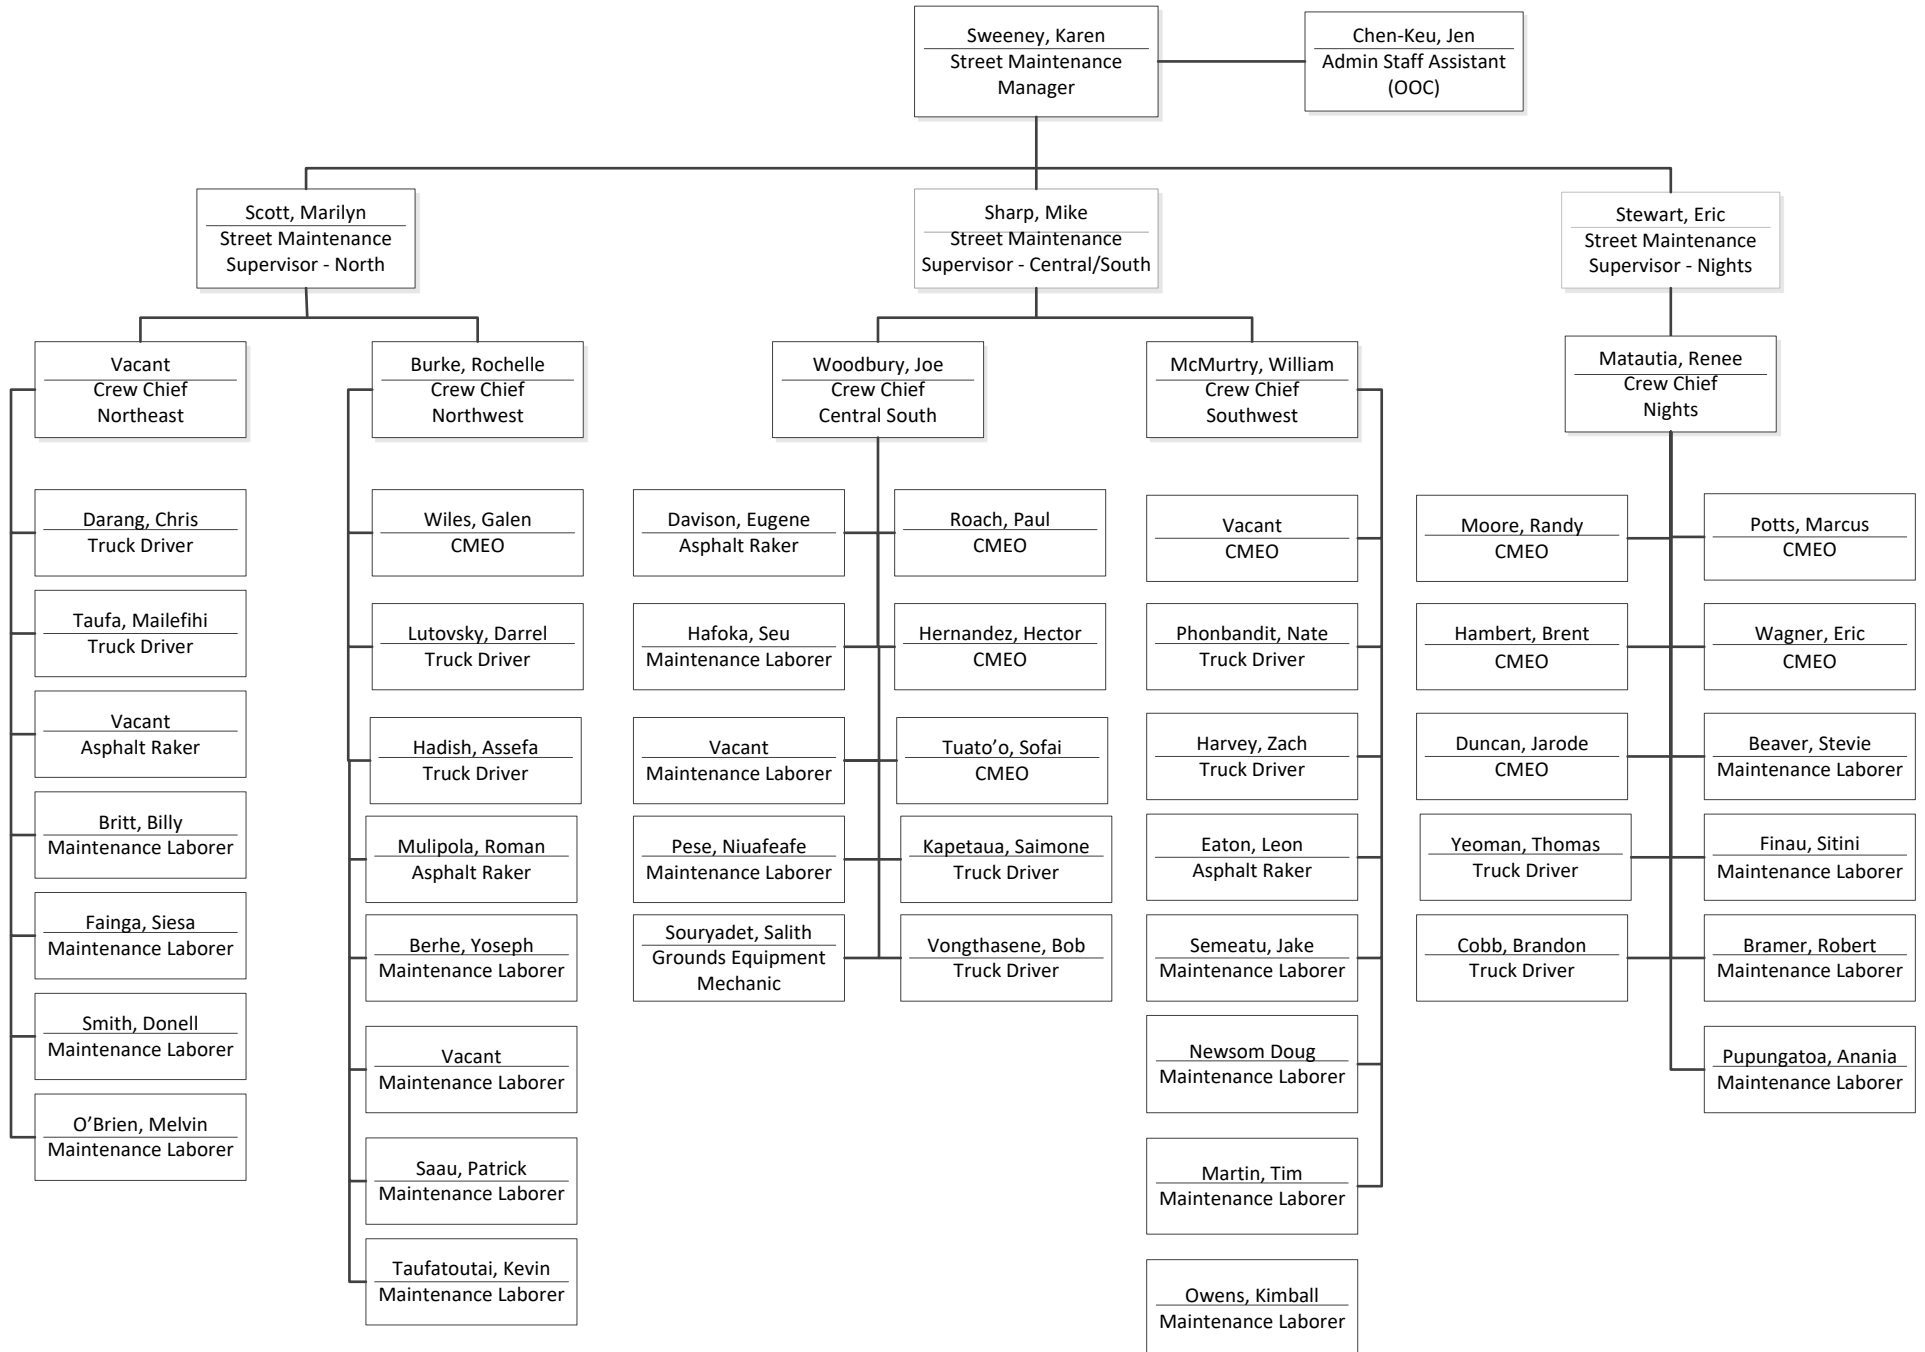 Sweeney, Karen
Street Maintenance
Manager
Chen-Keu, Jen
Admin Staff Assistant
(OOC)
Scott, Marilyn
Street Maintenance
Supervisor - North
Sharp, Mike
Street Maintenance
Supervisor - Central/South
Stewart, Eric
Street Maintenance
Supervisor - Nights
Vacant
Crew Chief
Northeast
Burke, Rochelle
Crew Chief
Northwest
Woodbury, Joe
Crew Chief
Central South
McMurtry, William
Crew Chief
Southwest
Matautia, Renee
Crew Chief
Nights
Darang, Chris
Truck Driver
Taufa, Mailefihi
Truck Driver
Vacant
Asphalt Raker
Britt, Billy
Maintenance Laborer
Fainga, Siesa
Maintenance Laborer
Smith, Donell
Maintenance Laborer
O’Brien, Melvin
Maintenance Laborer
Wiles, Galen
CMEO
Lutovsky, Darrel
Truck Driver
Hadish, Assefa
Truck Driver
Mulipola, Roman
Asphalt Raker
Berhe, Yoseph
Maintenance Laborer
Vacant
Maintenance Laborer
Saau, Patrick
Maintenance Laborer
Taufatoutai, Kevin
Maintenance Laborer
Davison, Eugene
Asphalt Raker
Hafoka, Seu
Maintenance Laborer
Vacant
Maintenance Laborer
Pese, Niuafeafe
Maintenance Laborer
Souryadet, Salith
Grounds Equipment
Mechanic
Roach, Paul
CMEO
Hernandez, Hector
CMEO
Tuato’o, Sofai
CMEO
Kapetaua, Saimone
Truck Driver
Vongthasene, Bob
Truck Driver
Vacant
CMEO
Phonbandit, Nate
Truck Driver
Harvey, Zach
Truck Driver
Eaton, Leon
Asphalt Raker
Semeatu, Jake
Maintenance Laborer
Newsom Doug
Maintenance Laborer
Martin, Tim
Maintenance Laborer
Owens, Kimball
Maintenance Laborer
Moore, Randy
CMEO
Hambert, Brent
CMEO
Duncan, Jarode
CMEO
Yeoman, Thomas
Truck Driver
Cobb, Brandon
Truck Driver
Potts, Marcus
CMEO
Wagner, Eric
CMEO
Beaver, Stevie
Maintenance Laborer
Finau, Sitini
Maintenance Laborer
Bramer, Robert
Maintenance Laborer
Pupungatoa, Anania
Maintenance Laborer